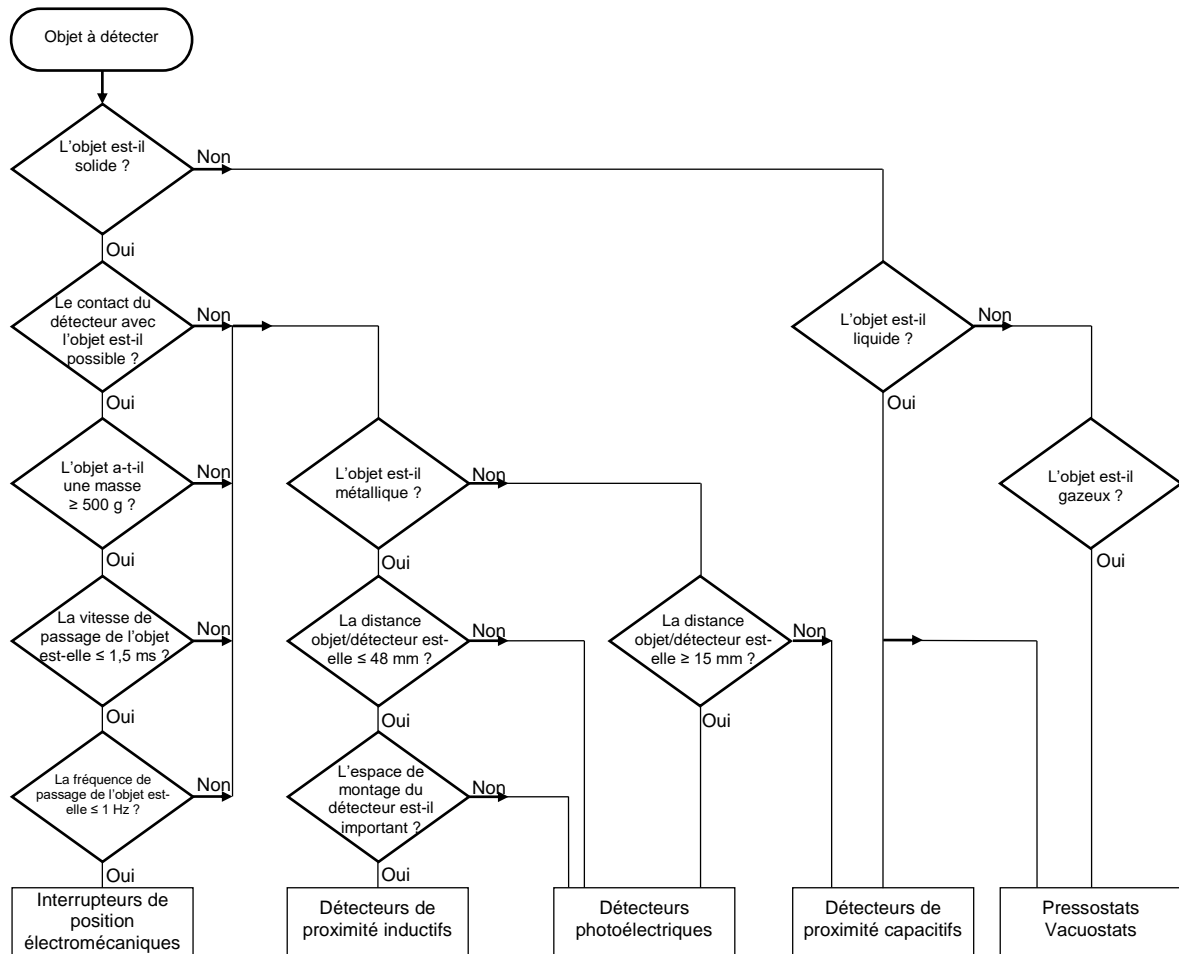 Objet à détecter
L'objet est-il
solide ?
Non
Oui
Le contact du
détecteur avec
l'objet est-il
possible ?
Non
Oui
L'objet est-il
liquide ?
Non
Oui
L'objet a-t-il
une masse
≥ 500 g ?
Non
Oui
L'objet est-il
métallique ?
Non
Oui
L'objet est-il
gazeux ?
Oui
La vitesse de
passage de l'objet
est-elle ≤ 1,5 ms ?
Non
Oui
La distance
objet/détecteur est-
elle ≤ 48 mm ?
Non
Oui
La distance
objet/détecteur est-
elle ≥ 15 mm ?
Non
Oui
La fréquence de
passage de l'objet est-
elle ≤ 1 Hz ?
Non
Oui
L'espace de
montage du
détecteur est-il
important ?
Non
Oui
Interrupteurs de
position
électromécaniques
Détecteurs de
proximité inductifs
Détecteurs
photoélectriques
Détecteurs de
proximité capacitifs
Pressostats
Vacuostats